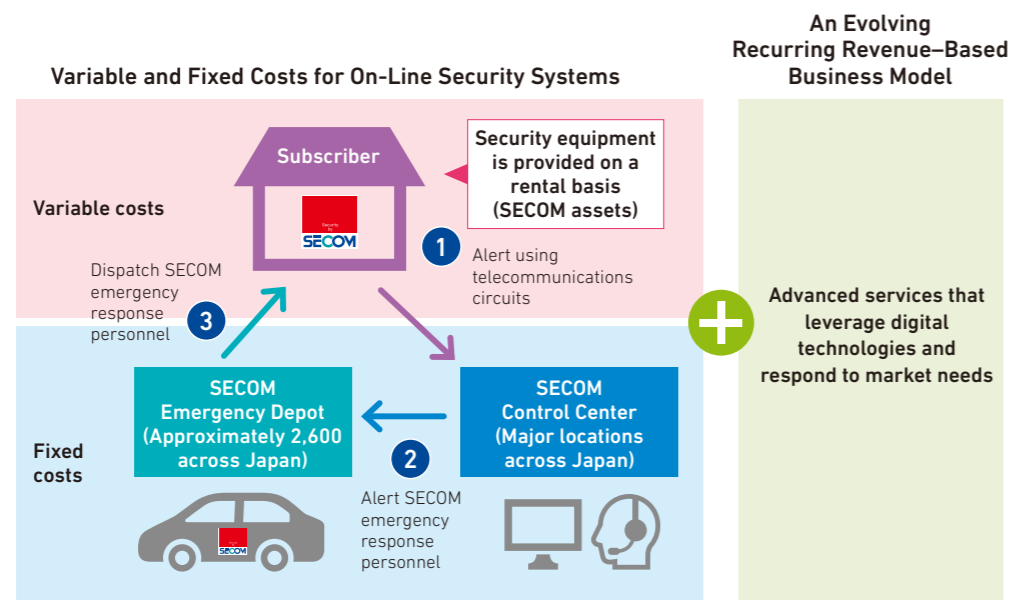 An Evolving
Recurring Revenue–Based
Business Model
Variable and Fixed Costs for On-Line Security Systems
Subscriber
Security equipment
is provided on a
rental basis
(SECOM assets)
Variable costs
Security
by
SECOM
1
Alert using
telecommunications
circuits
Dispatch SECOM
emergency
response
personnel
3
Advanced services that
leverage digital
technologies and
respond to market needs
SECOM
Emergency Depot
(Approximately 2,600
across Japan)
SECOM
Control Center
(Major locations
across Japan)
Fixed
costs
2
Alert SECOM
emergency
response
personnel
SECOM